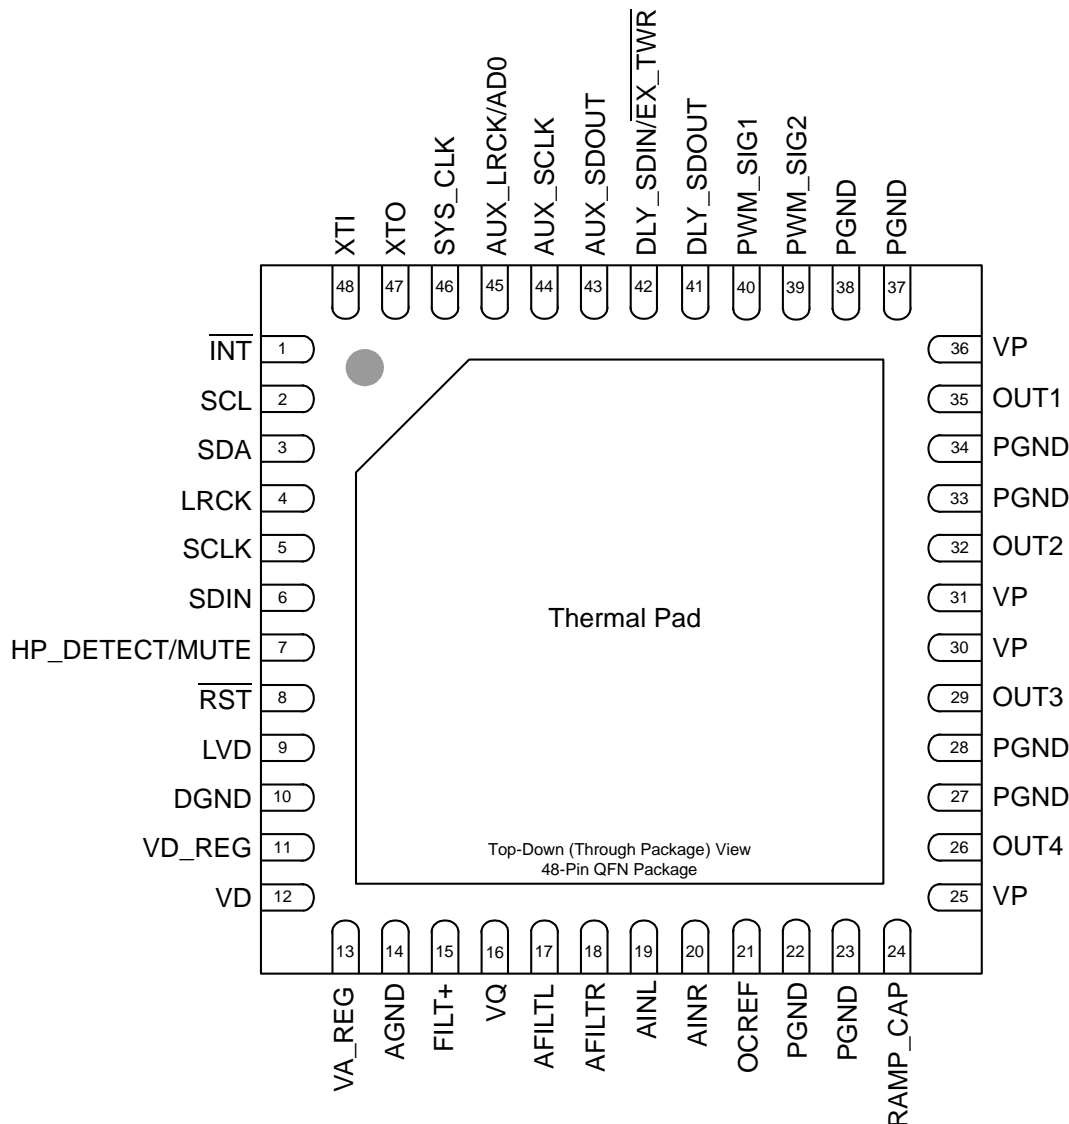 XTI
XTO
SYS_CLK
AUX_LRCK/AD0
AUX_SCLK
AUX_SDOUT
DLY_SDIN/EX_TWR
DLY_SDOUT
PWM_SIG1
PWM_SIG2
PGND
PGND
48 47 46 45 44 43 42 41 40 39 38 37
INT 1
SCL 2
SDA 3
LRCK 4
SCLK 5
SDIN 6
HP_DETECT/MUTE 7
RST 8
LVD 9
DGND 10
VD_REG 11
VD 12
36 VP
35 OUT1
34 PGND
33 PGND
32 OUT2
31 VP
30 VP
29 OUT3
28 PGND
27 PGND
26 OUT4
25 VP
Thermal Pad
Top-Down (Through Package) View
48-Pin QFN Package
13 14 15 16 17 18 19 20 21 22 23 24
VA_REG
AGND
FILT+
VQ
AFILTL
AFILTR
AINL
AINR
OCREF
PGND
PGND
RAMP_CAP